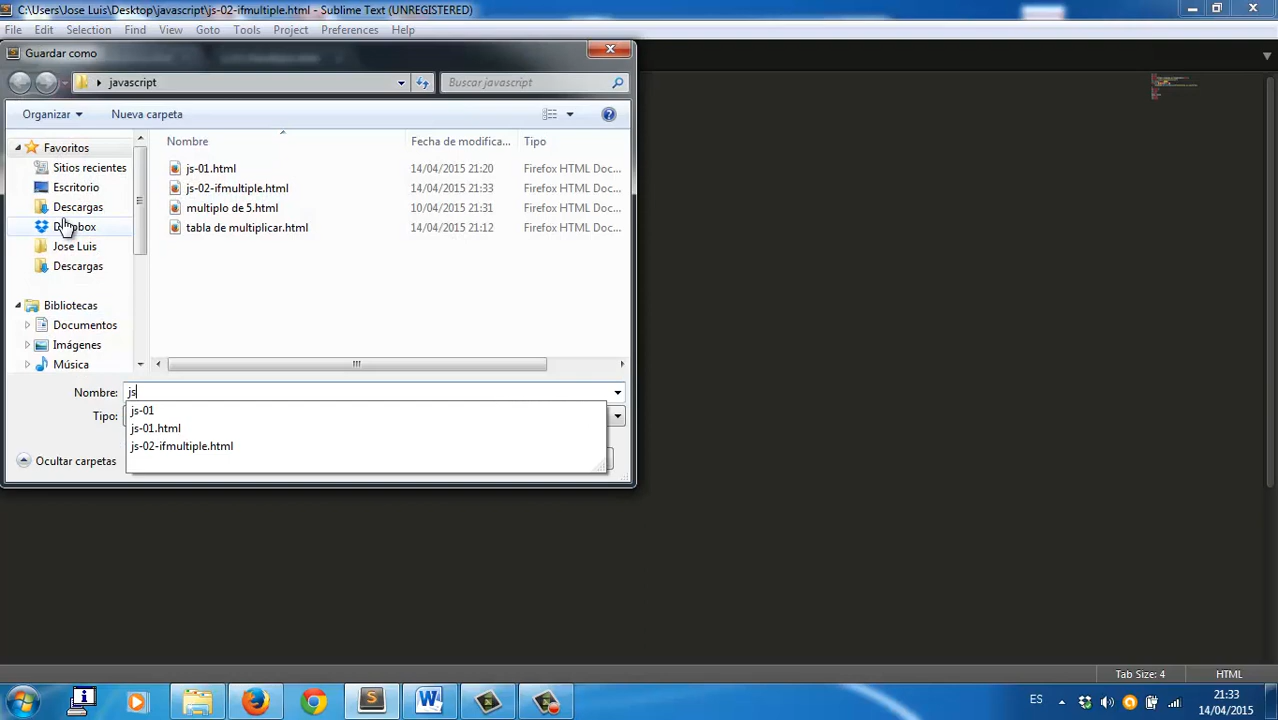 C:\Users\Jose Luis\Desktop\javascript\js-02-ifmultiple.html - Sublime Text (UNREGISTERED)
File Edit Selection Find View Goto Tools Project Preferences Help
Guardar como
javascript
Buscar javascript
Organizar
Nueva carpeta
Favoritos
Sitios recientes
Escritorio
Descargas
Dropbox
Jose Luis
Descargas
Bibliotecas
Documentos
Imágenes
Música
Nombre Fecha de modifica... Tipo
js-01.html 14/04/2015 21:20 Firefox HTML Doc...
js-02-ifmultiple.html 14/04/2015 21:33 Firefox HTML Doc...
multiplo de 5.html 10/04/2015 21:31 Firefox HTML Doc...
tabla de multiplicar.html 14/04/2015 21:12 Firefox HTML Doc...
Nombre: js
Tipo:
js-01
js-01.html
js-02-ifmultiple.html
Ocultar carpetas
Tab Size: 4 HTML
ES
21:33
14/04/2015